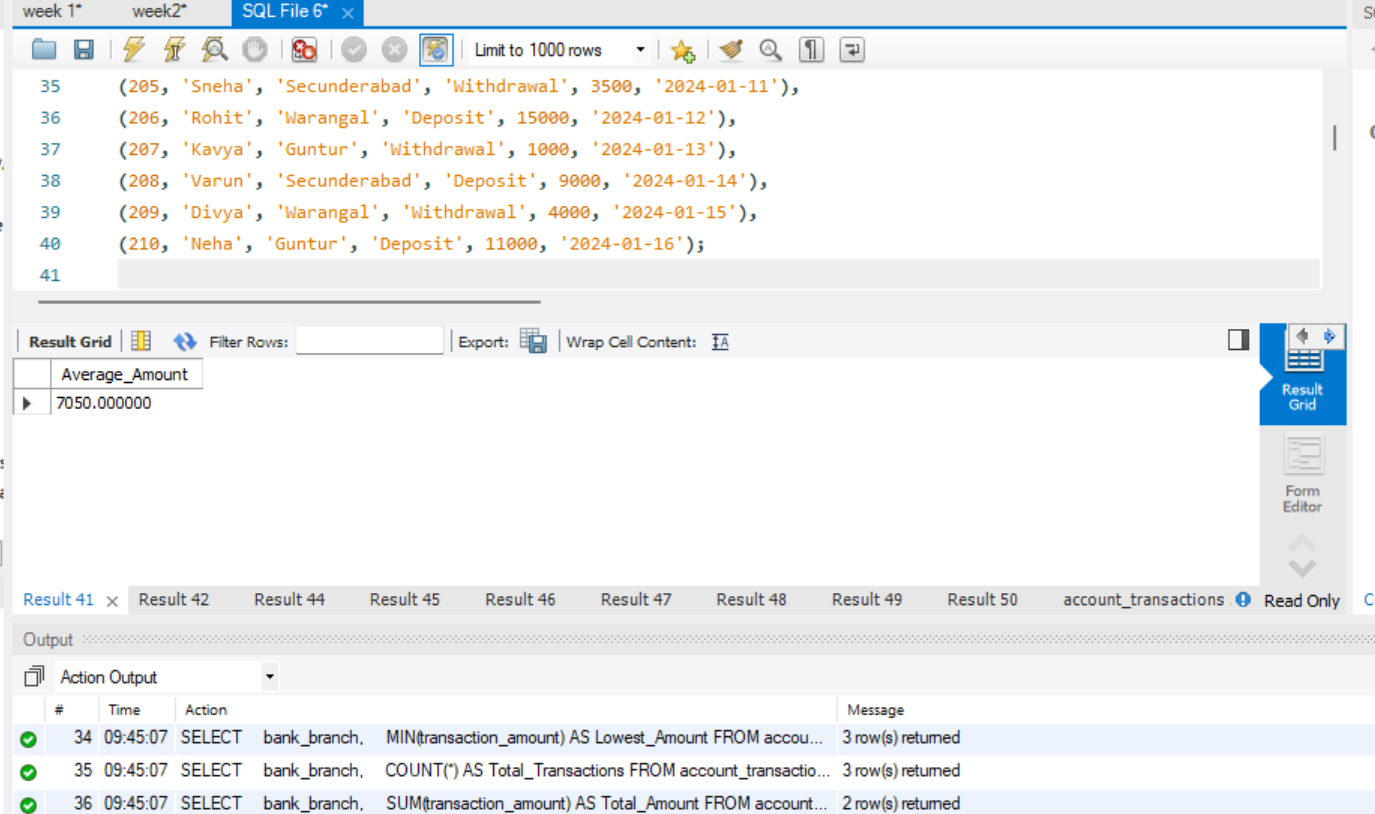 week 1* week2* SQL File 6*
Limit to 1000 rows
35 (205, 'Sneha', 'Secunderabad', 'Withdrawal', 3500, '2024-01-11'),
36 (206, 'Rohit', 'Warangal', 'Deposit', 15000, '2024-01-12'),
37 (207, 'Kavya', 'Guntur', 'Withdrawal', 1000, '2024-01-13'),
38 (208, 'Varun', 'Secunderabad', 'Deposit', 9000, '2024-01-14'),
39 (209, 'Divya', 'Warangal', 'Withdrawal', 4000, '2024-01-15'),
40 (210, 'Neha', 'Guntur', 'Deposit', 11000, '2024-01-16');
41
Result Grid Filter Rows: Export: Wrap Cell Content: IA
Average_Amount
7050.000000
Result
Grid
Form
Editor
Result 41 Result 42 Result 44 Result 45 Result 46 Result 47 Result 48 Result 49 Result 50 account_transactions Read Only
Output
Action Output
# Time Action Message
34 09:45:07 SELECT bank_branch, MIN(transaction_amount) AS Lowest_Amount FROM accou... 3 row(s) returned
35 09:45:07 SELECT bank_branch, COUNT(*) AS Total_Transactions FROM account_transactio... 3 row(s) returned
36 09:45:07 SELECT bank_branch, SUM(transaction_amount) AS Total_Amount FROM account... 2 row(s) returned